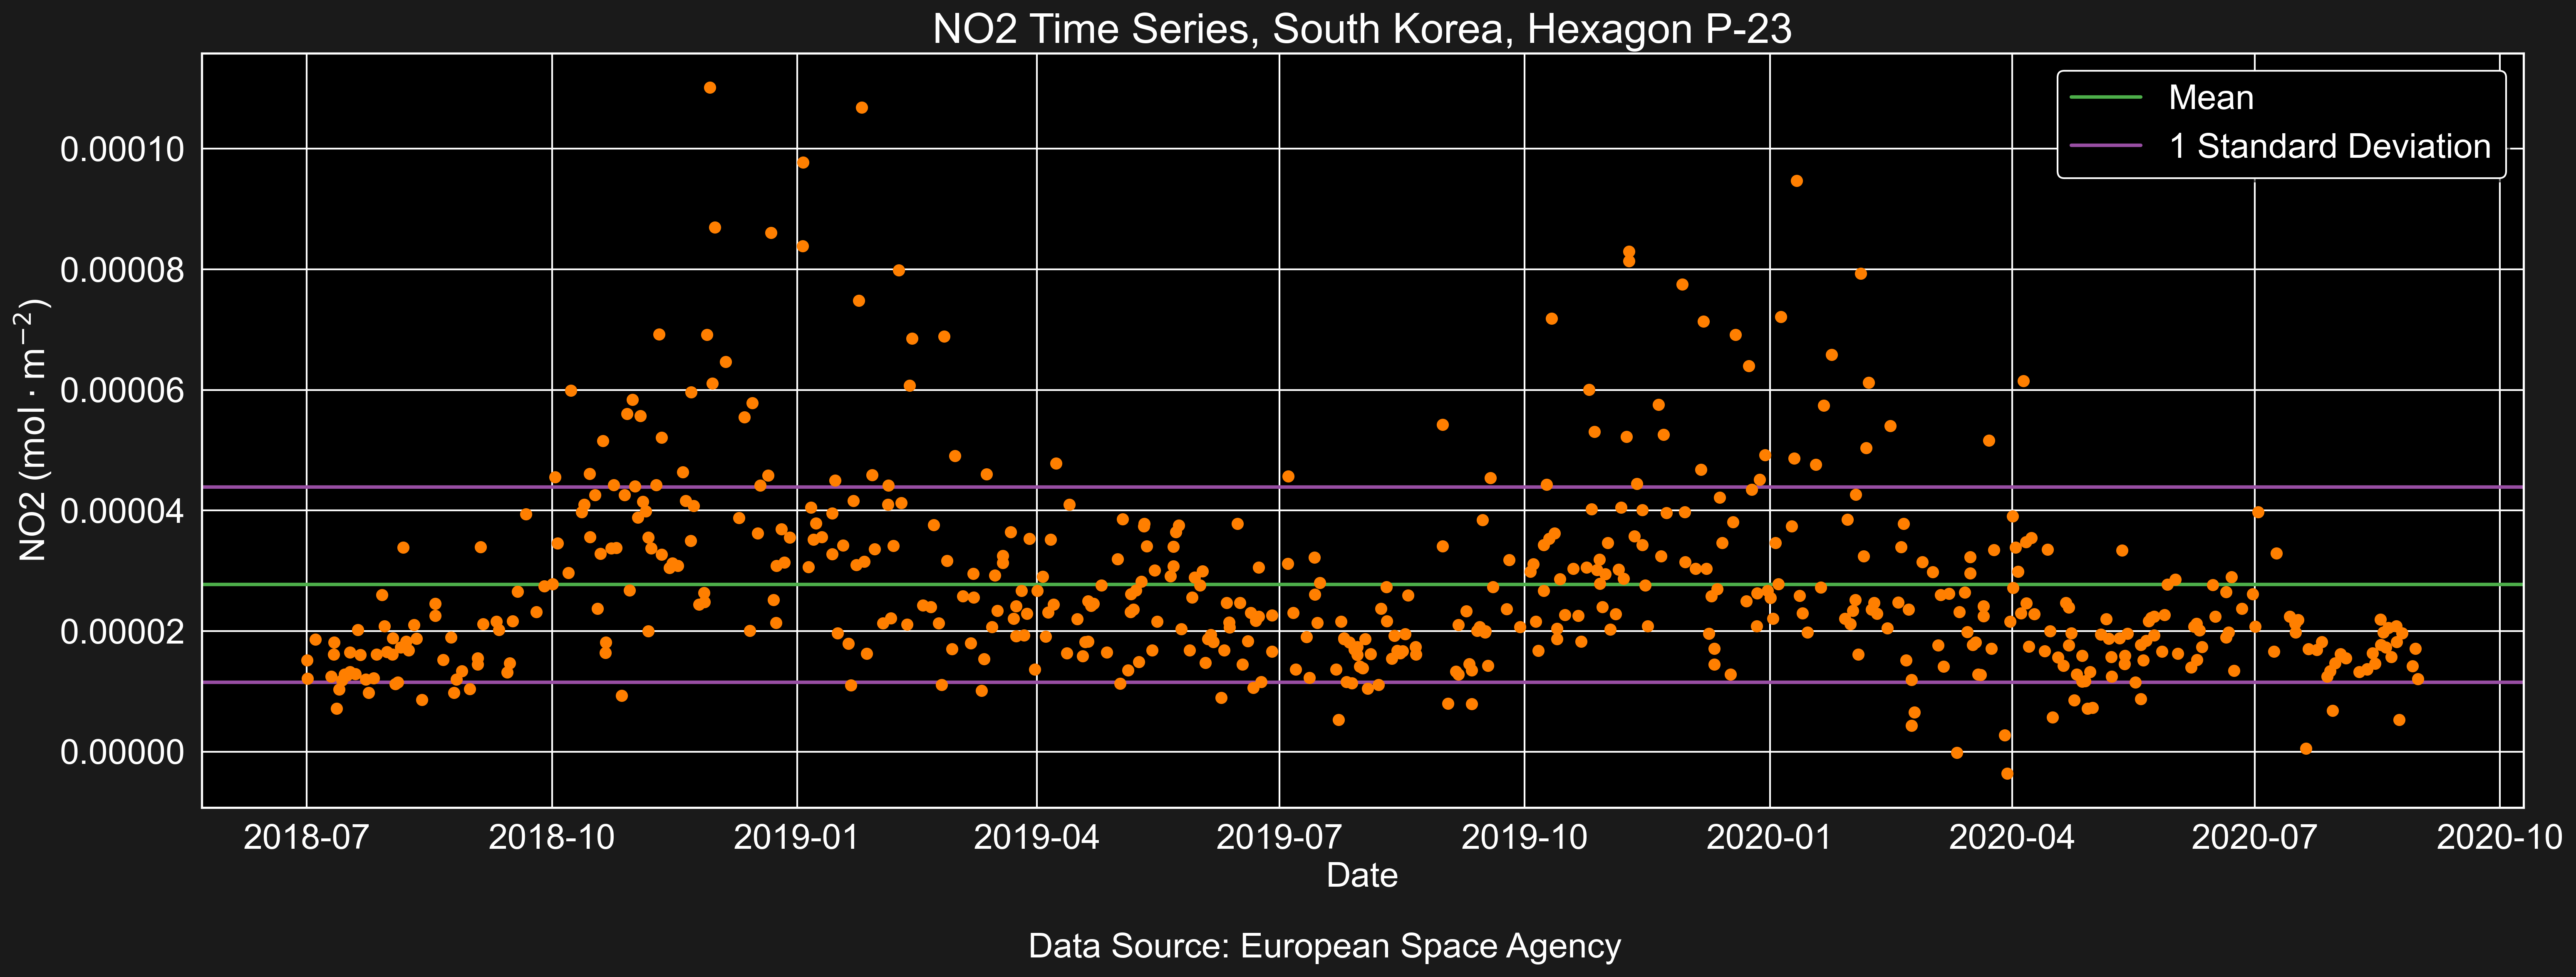 NO2 Time Series, South Korea, Hexagon P-23
Mean
1 Standard Deviation
NO2 (mol · m⁻²)
0.00010
0.00008
0.00006
0.00004
0.00002
0.00000
2018-07 2018-10 2019-01 2019-04 2019-07 2019-10 2020-01 2020-04 2020-07 2020-10
Date
Data Source: European Space Agency